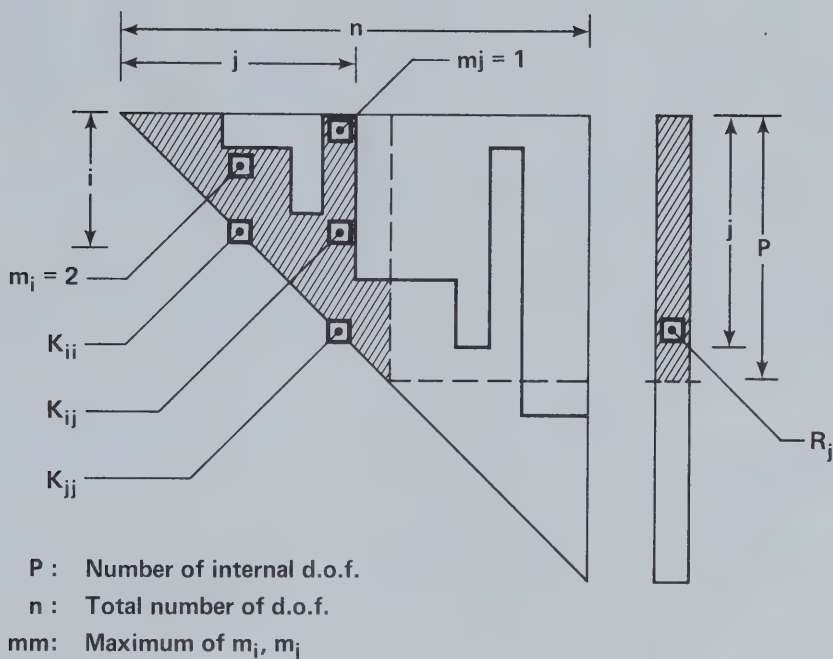 n
j
mj = 1
i
j
P
m_i = 2
K_ii
K_ij
K_jj
R_j
P : Number of internal d.o.f.
n : Total number of d.o.f.
mm: Maximum of m_i, m_j